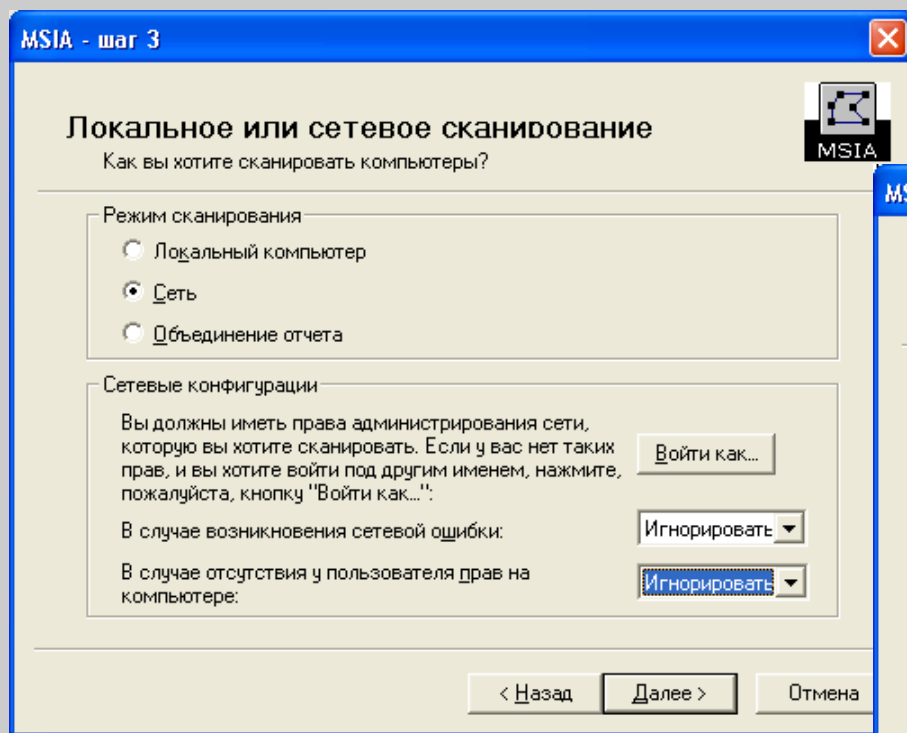 MSIA - шаг 3
Локальное или сетевое сканирование
Как вы хотите сканировать компьютеры?
MSIA
MS
Режим сканирования
Локальный компьютер
Сеть
Объединение отчета
Сетевые конфигурации
Вы должны иметь права администрирования сети,
которую вы хотите сканировать. Если у вас нет таких
прав, и вы хотите войти под другим именем, нажмите,
пожалуйста, кнопку "Войти как...":
Войти как...
В случае возникновения сетевой ошибки:
Игнорировать
В случае отсутствия у пользователя прав на
компьютере:
Игнорировать
< Назад
Далее >
Отмена